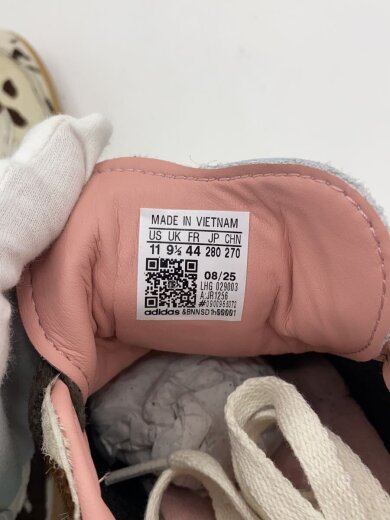 MADE IN VIETNAM
US UK FR JP CHN
11 9½ 44 280 270
08/25
LHG 029003
A:JR1256
adidas